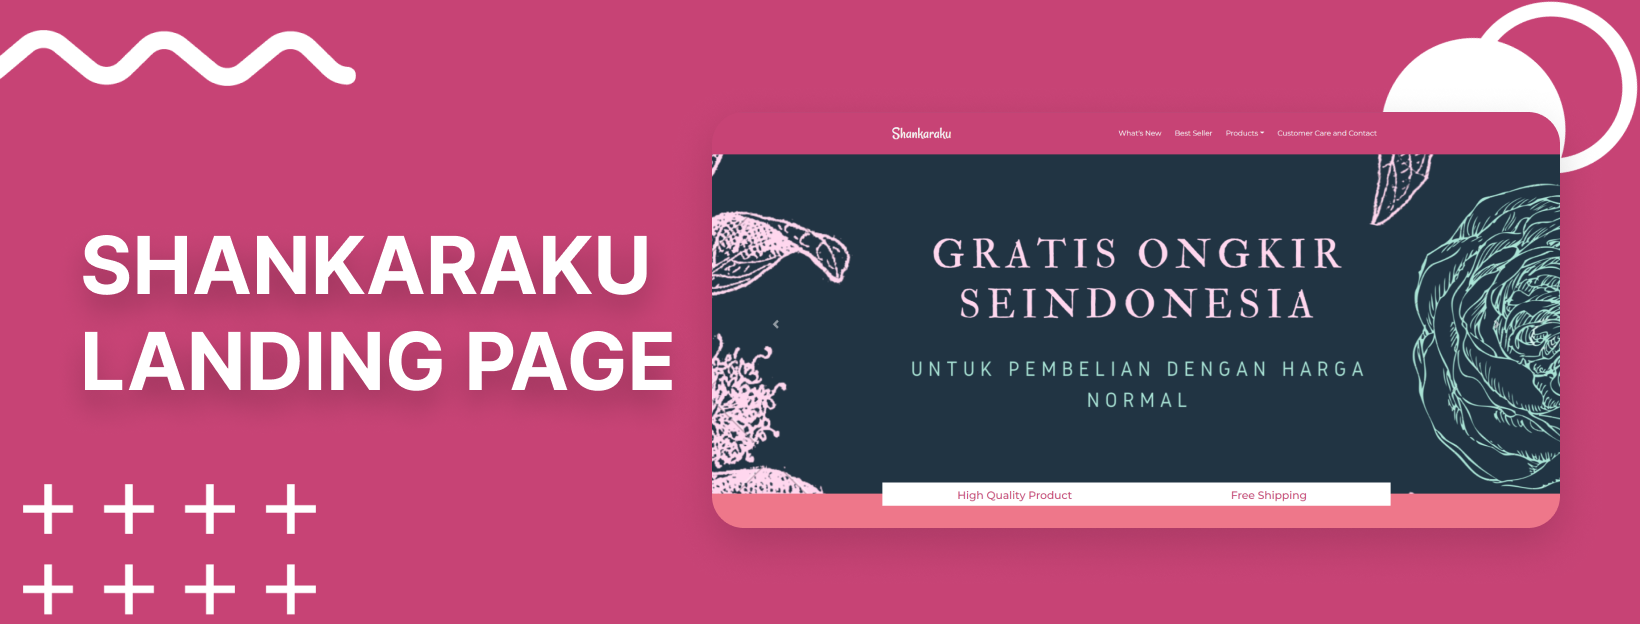 SHANKARAKU
LANDING PAGE
Shankaraku
What's New Best Seller Products Customer Care and Contact
GRATIS ONGKIR
SEINDONESIA
UNTUK PEMBELIAN DENGAN HARGA
NORMAL
High Quality Product Free Shipping